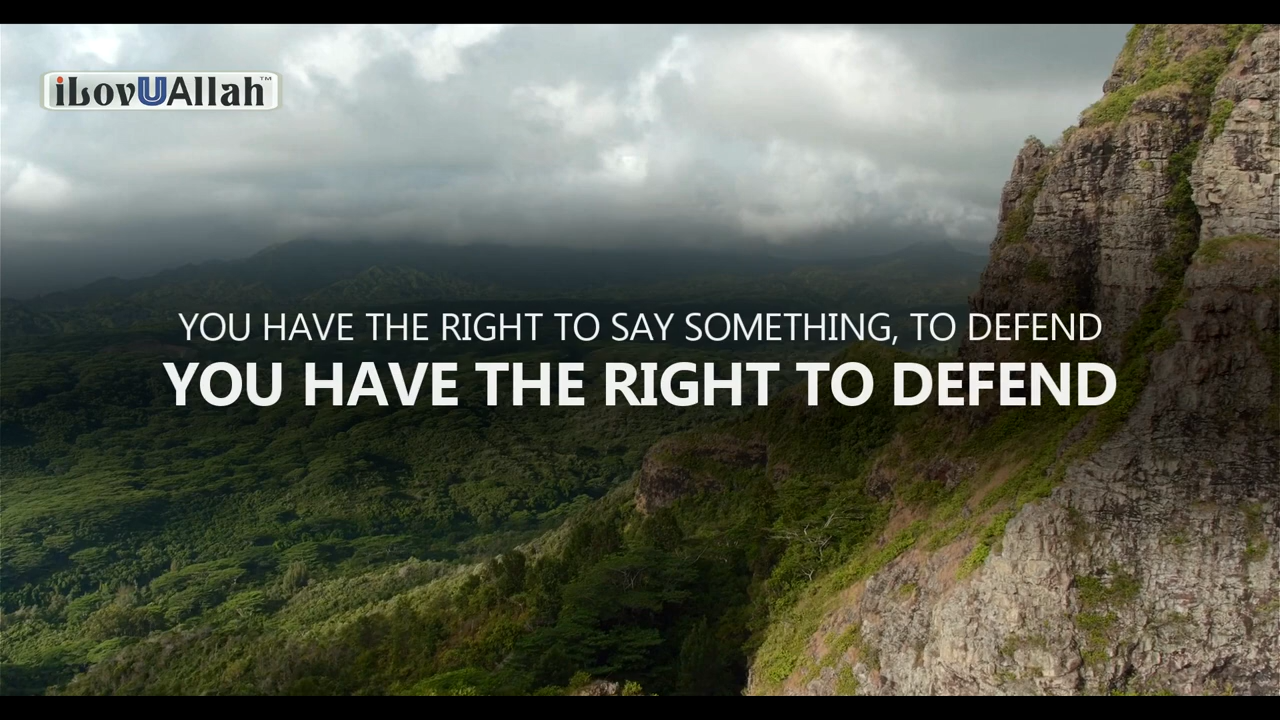 iLovUAllah™
YOU HAVE THE RIGHT TO SAY SOMETHING, TO DEFEND
YOU HAVE THE RIGHT TO DEFEND